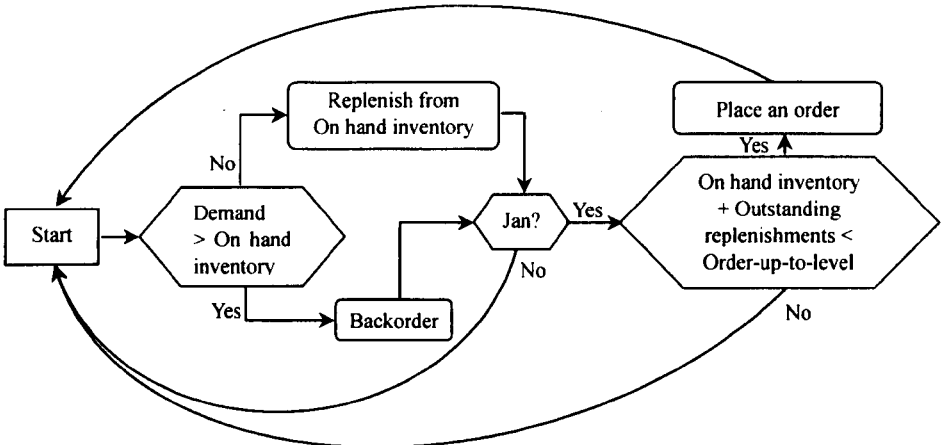 Replenish from
On hand inventory
Place an order
Yes
No
On hand inventory
+ Outstanding
replenishments <
Order-up-to-level
Demand
> On hand
inventory
Start
Jan?
Yes
No
Yes
Backorder
No